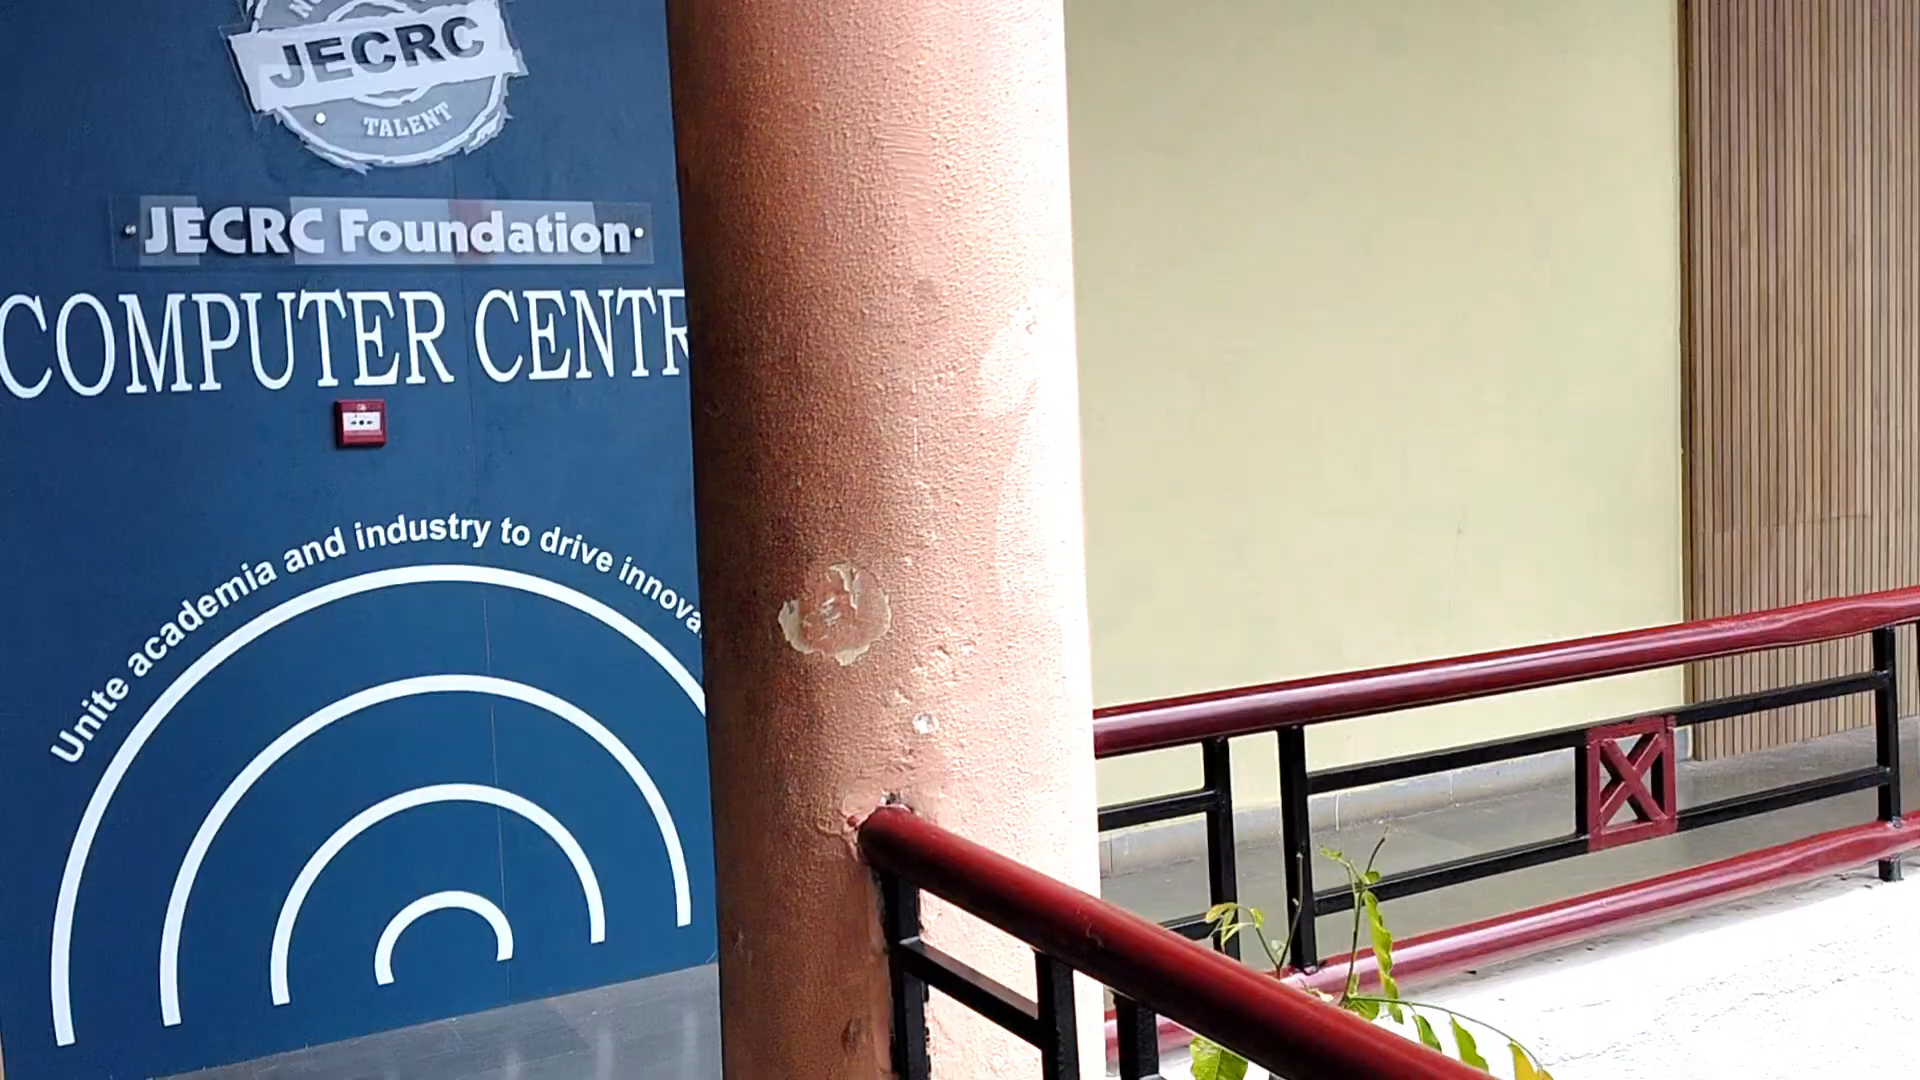 JECRC
TALENT
JECRC Foundation
COMPUTER CENTR
Unite academia and industry to drive innova